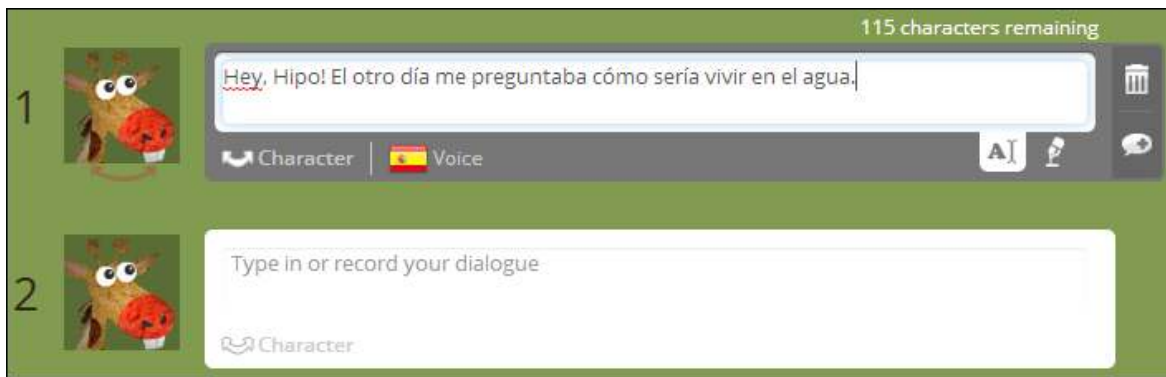 115 characters remaining
1
Hey. Hipo! El otro día me preguntaba cómo sería vivir en el agua.
Character
Voice
A
2
Type in or record your dialogue
Character